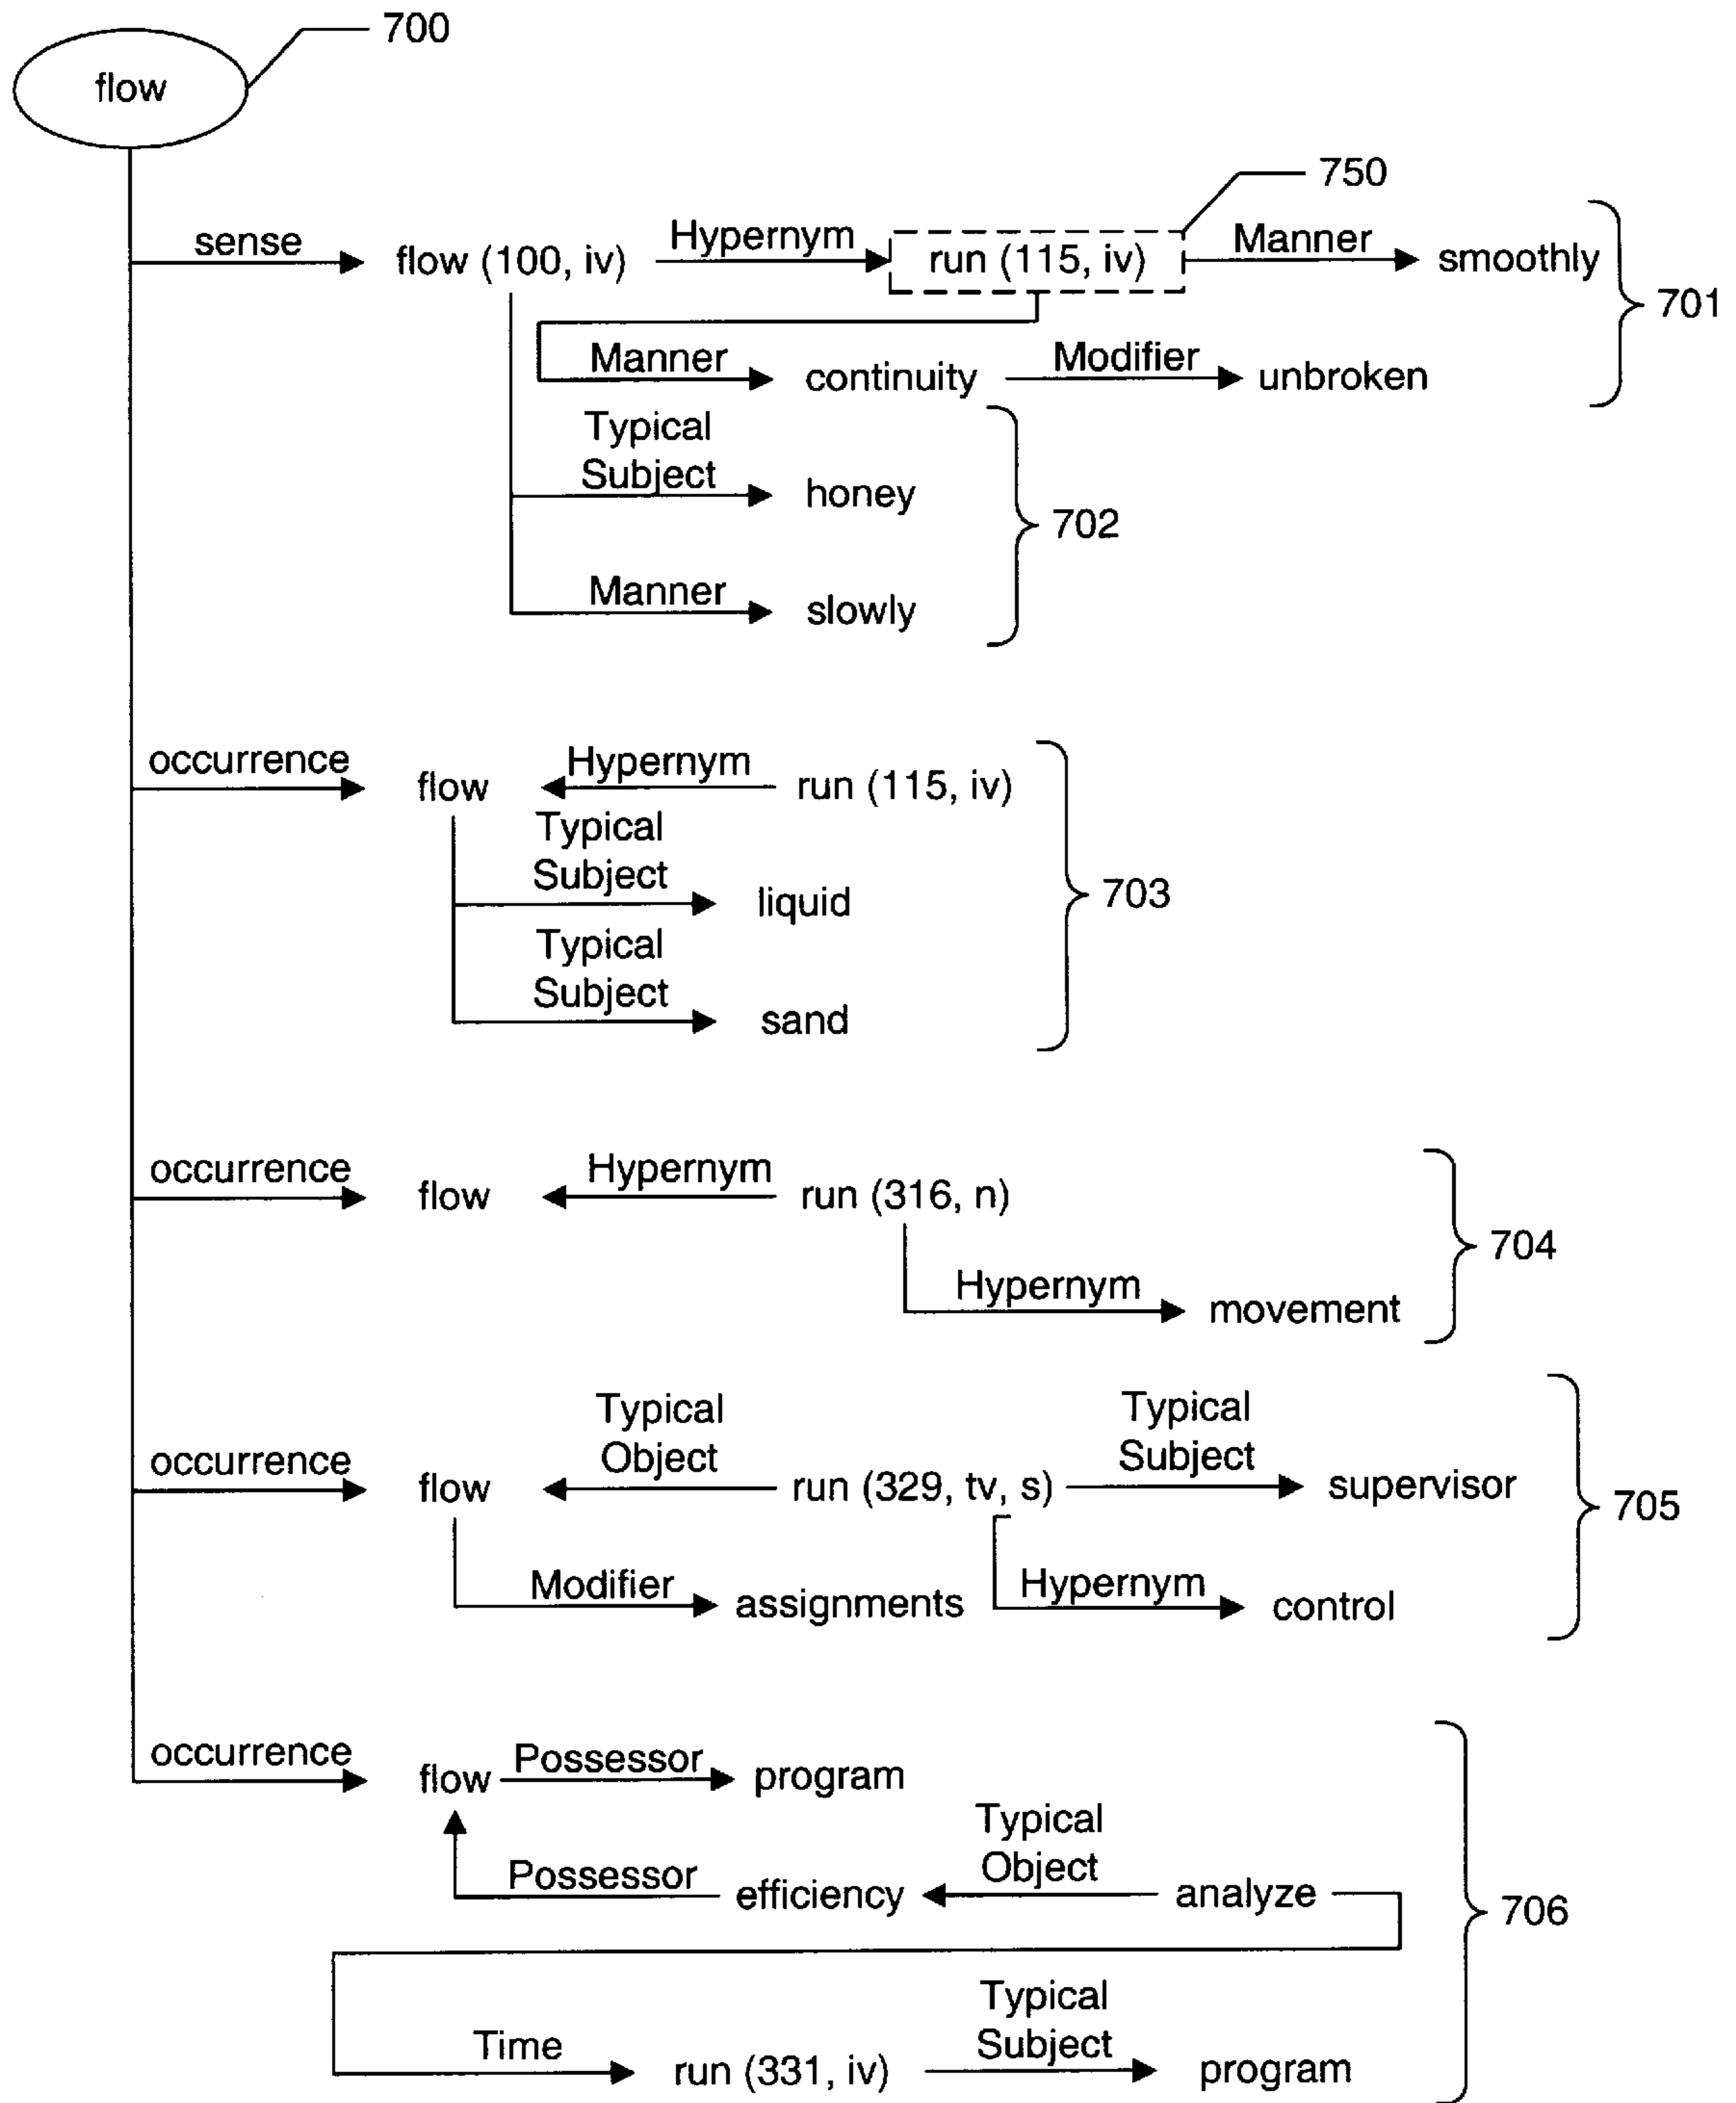 700
flow
750
sense
flow (100, iv)
Hypernym
run (115, iv)
Manner
smoothly
701
Manner
continuity
Modifier
unbroken
Typical
Subject
honey
702
Manner
slowly
occurrence
flow
Hypernym
run (115, iv)
Typical
Subject
liquid
703
Typical
Subject
sand
occurrence
flow
Hypernym
run (316, n)
704
Hypernym
movement
occurrence
flow
Typical
Object
run (329, tv, s)
Typical
Subject
supervisor
705
Modifier
assignments
Hypernym
control
occurrence
flow
Possessor
program
Possessor
efficiency
Typical
Object
analyze
706
Time
run (331, iv)
Typical
Subject
program